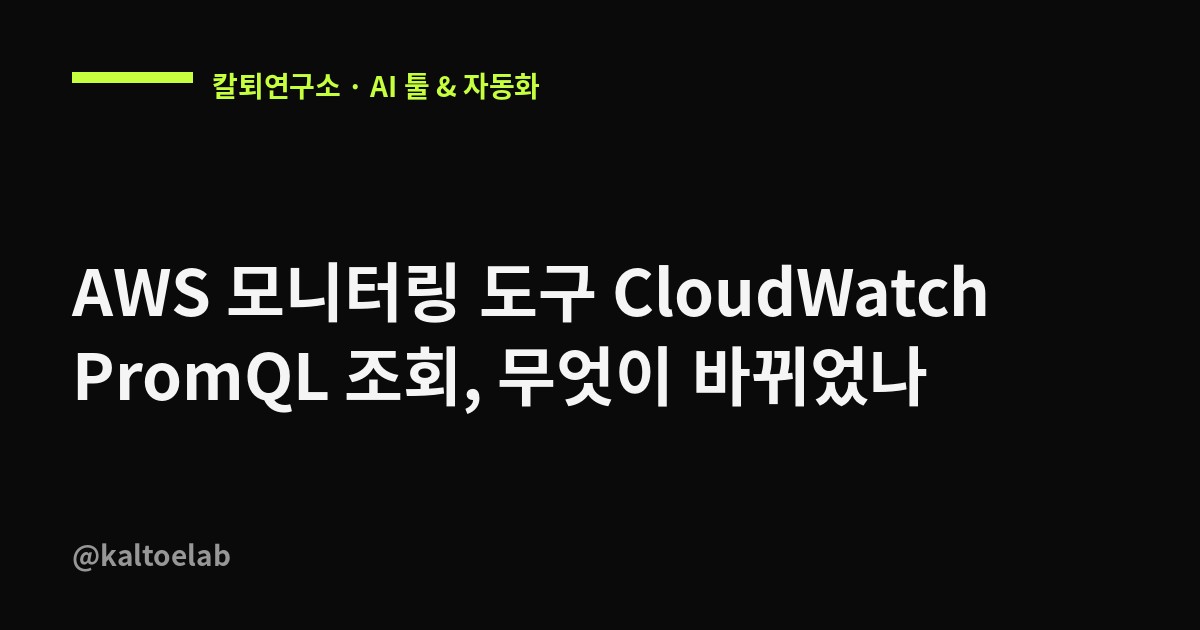 칼퇴연구소 · AI 툴 & 자동화
AWS 모니터링 도구 CloudWatch
PromQL 조회, 무엇이 바뀌었나
@kaltoelab